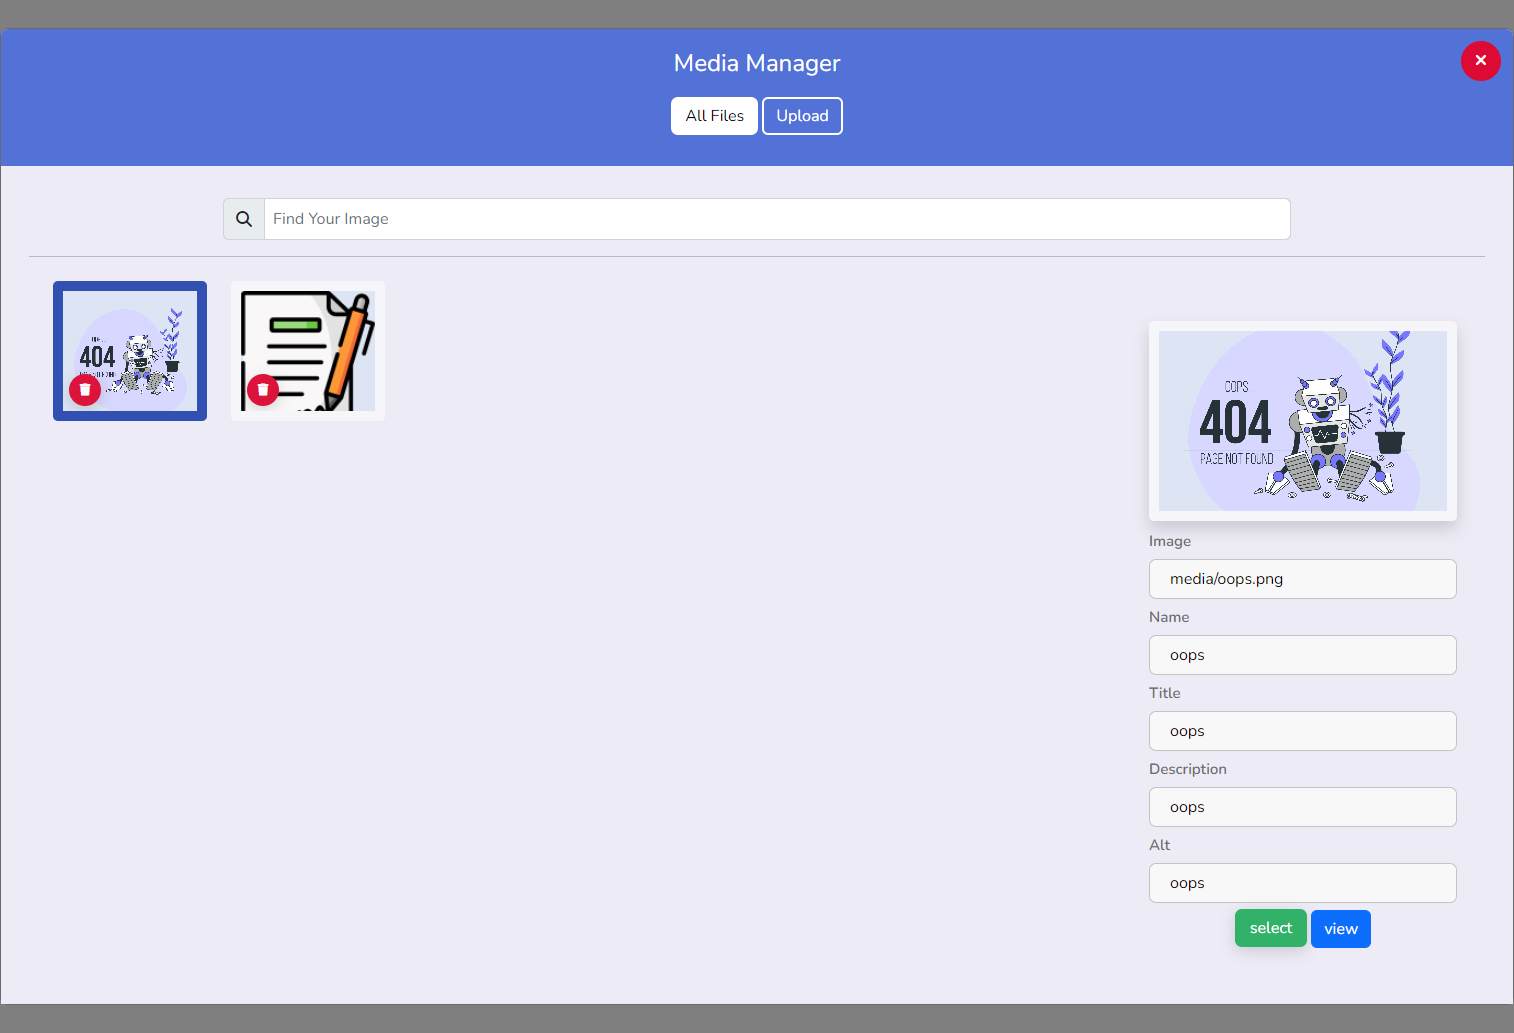 Media Manager
All Files
Upload
Find Your Image
404
OOPS
404
PAGE NOT FOUND
Image
media/oops.png
Name
oops
Title
oops
Description
oops
Alt
oops
select
view